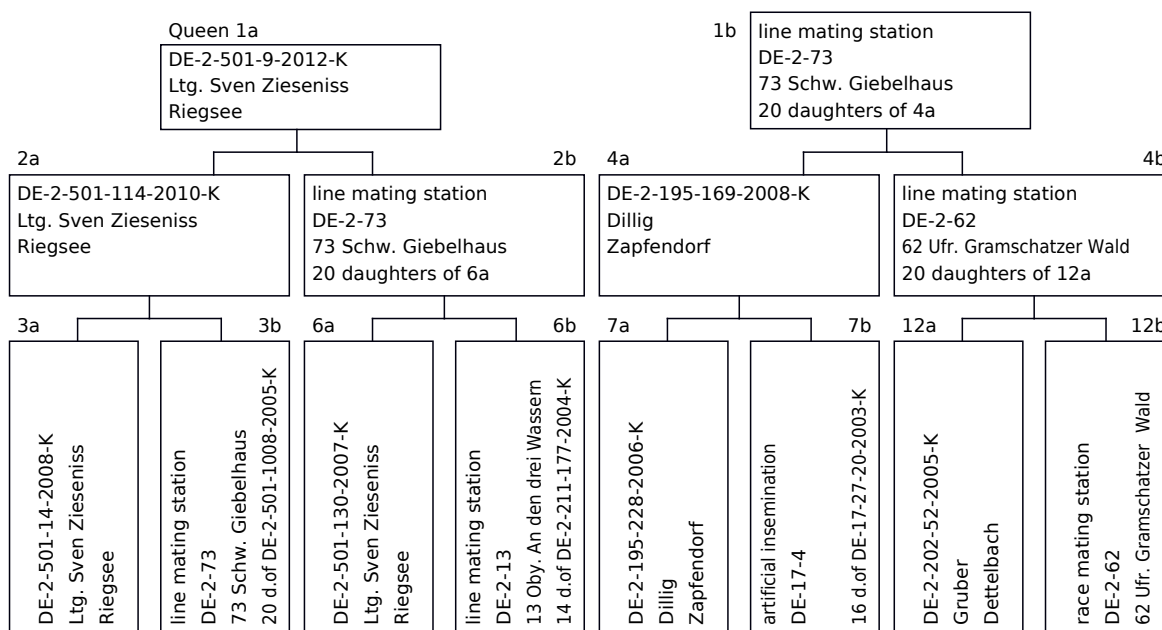 Queen 1a
DE-2-501-9-2012-K
Ltg. Sven Zieseniss
Riegsee
1b
line mating station
DE-2-73
73 Schw. Giebelhaus
20 daughters of 4a
2a
DE-2-501-114-2010-K
Ltg. Sven Zieseniss
Riegsee
2b
line mating station
DE-2-73
73 Schw. Giebelhaus
20 daughters of 6a
4a
DE-2-195-169-2008-K
Dillig
Zapfendorf
4b
line mating station
DE-2-62
62 Ufr. Gramschatzer Wald
20 daughters of 12a
3a
DE-2-501-14-2008-K
Ltg. Sven Zieseniss
Riegsee
3b
line mating station
DE-2-73
73 Schw. Giebelhaus
20 d.of DE-2-501-1008-2005-K
6a
DE-2-501-130-2007-K
Ltg. Sven Zieseniss
Riegsee
6b
line mating station
DE-2-13
13 Oby. An den drei Wassern
14 d.of DE-2-211-177-2004-K
7a
DE-2-195-228-2006-K
Dillig
Zapfendorf
7b
artificial insemination
DE-17-4
16 d.of DE-17-27-20-2003-K
12a
DE-2-202-52-2005-K
Gruber
Dettelbach
12b
race mating station
DE-2-62
62 Ufr. Gramschatzer Wald